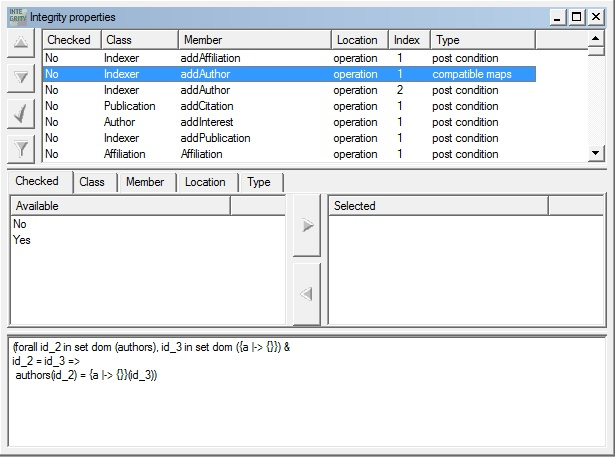 INTE
GRITY
Integrity properties
Checked Class Member Location Index Type
No Indexer addAffiliation operation 1 post condition
No Indexer addAuthor operation 1 compatible maps
No Indexer addAuthor operation 2 post condition
No Publication addCitation operation 1 post condition
No Author addInterest operation 1 post condition
No Indexer addPublication operation 1 post condition
No Affiliation Affiliation operation 1 post condition
Checked Class Member Location Type
Available
No
Yes
Selected
(forall id_2 in set dom (authors), id_3 in set dom ({a |-> {}}) &
id_2 = id_3 =>
authors(id_2) = {a |-> {}}(id_3))